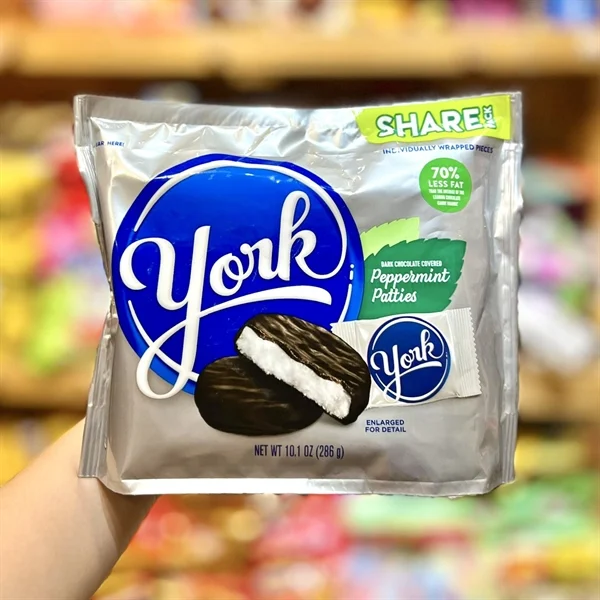 SHARE PACK
INDIVIDUALLY WRAPPED PIECES
70%
LESS FAT
York
DARK CHOCOLATE COVERED
Peppermint
Patties
York
ENLARGED
FOR DETAIL
NET WT 10.1 OZ (286 g)